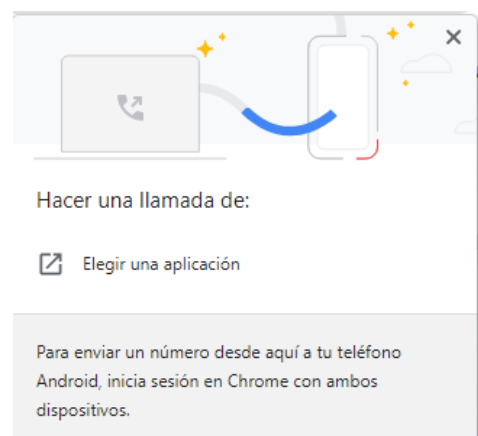 Hacer una llamada de:
Elegir una aplicación
Para enviar un número desde aquí a tu teléfono
Android, inicia sesión en Chrome con ambos
dispositivos.